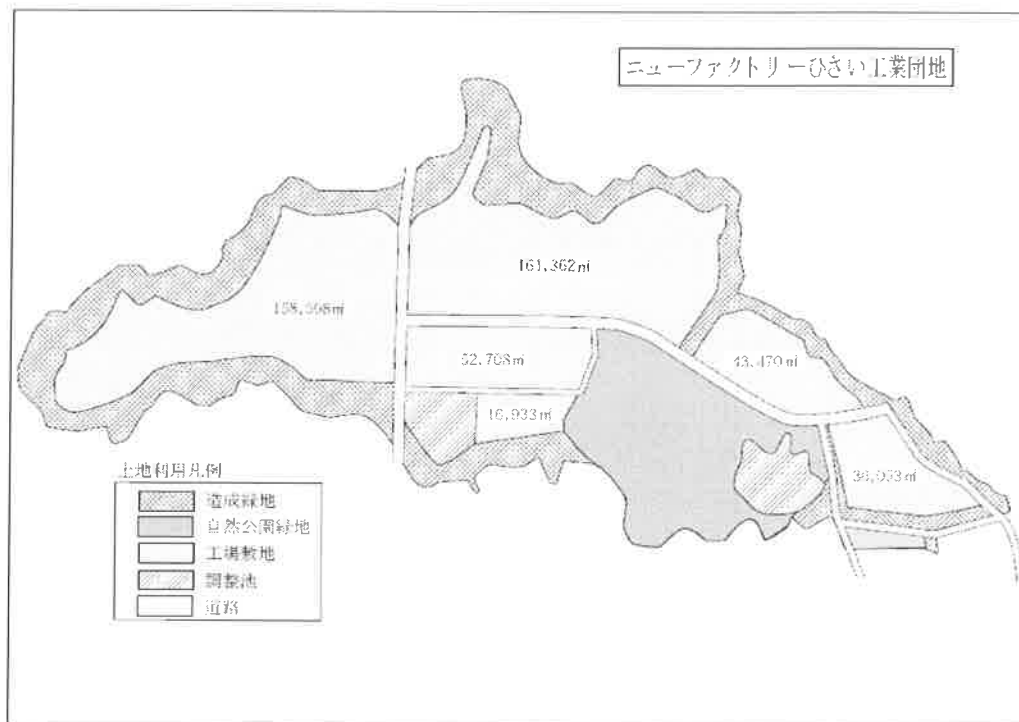 ニューファクトリーひさい工業団地
161,362㎡
43,470㎡
16,933㎡
土地利用凡例
造成緑地
自然公園緑地
工場敷地
調整池
道路